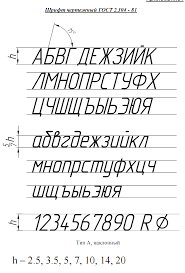 Шрифт чертежный ГОСТ 2.104 - 81
h
АБВГДЕЖЗИЙК
ЛМНОПРСТУФХ
ЦЧШЩЪЫЬЭЮЯ
абвгдежзийкл
мнопрстуфхцч
шщъыьэюя
h
1234567890 R Ø
Тип А, наклонный
h – 2.5, 3.5, 5, 7, 10, 14, 20